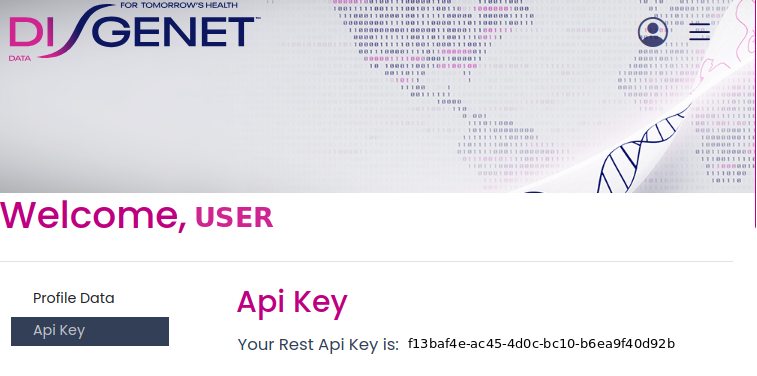 FOR TOMORROW'S HEALTH
DISGENET™
DATA
Welcome, USER
Profile Data
Api Key
Api Key
Your Rest Api Key is: f13baf4e-ac45-4d0c-bc10-b6ea9f40d92b